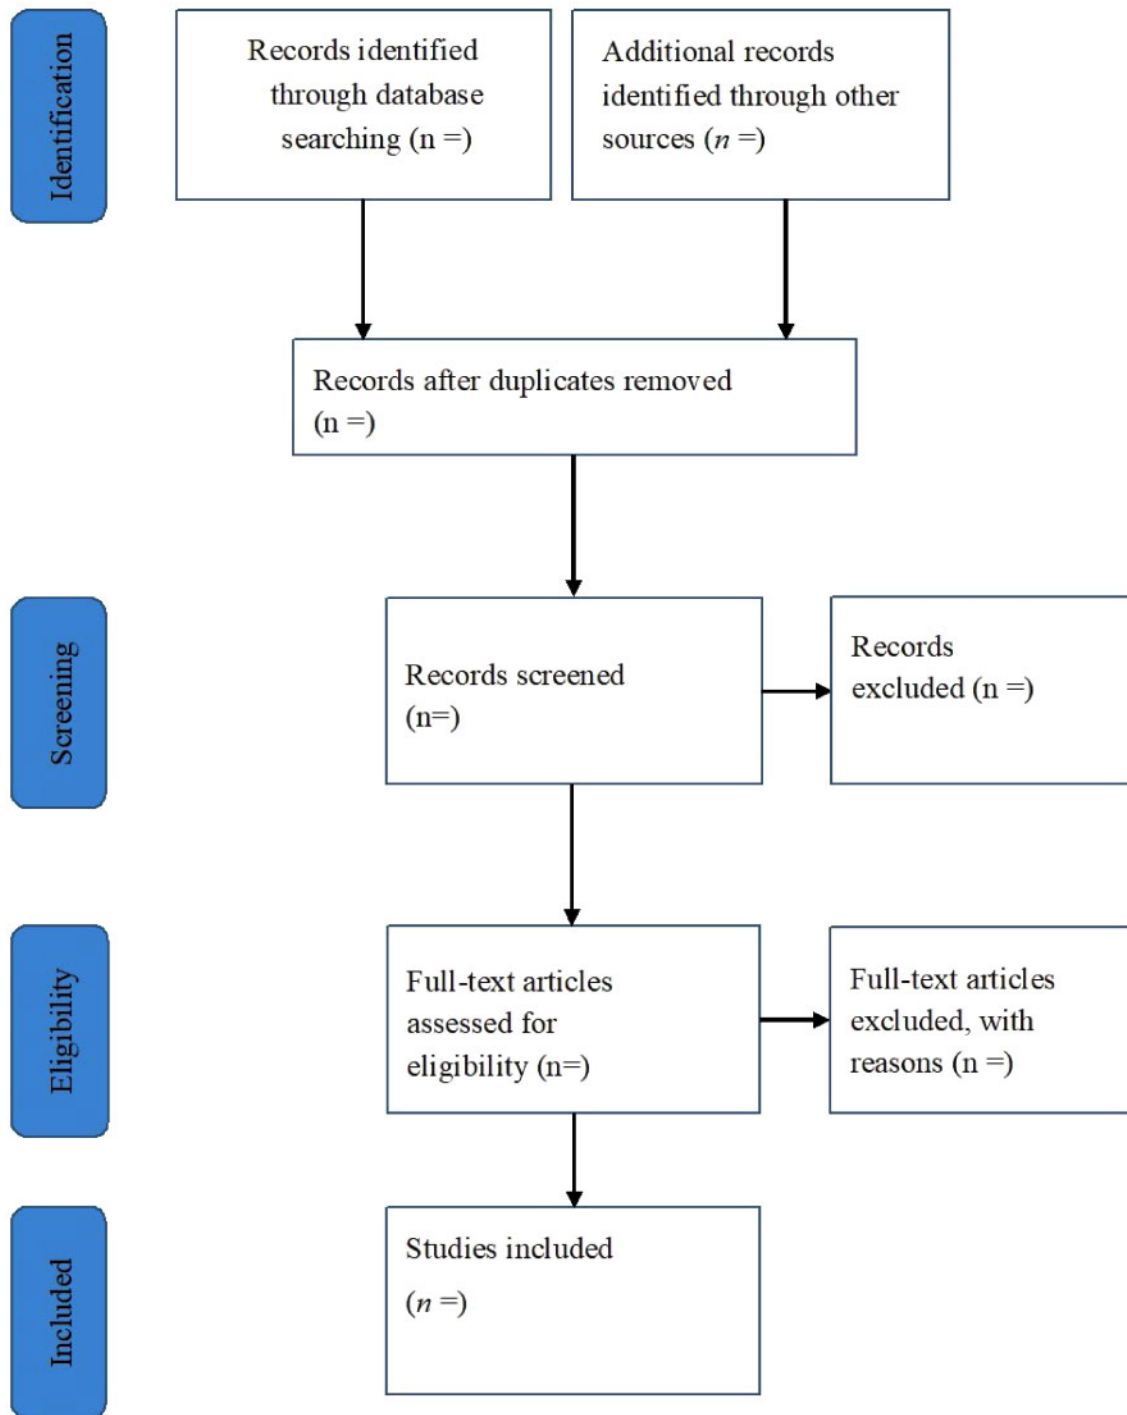 Identification
Records identified
through database
searching (n =)
Additional records
identified through other
sources (n =)
Records after duplicates removed
(n =)
Screening
Records screened
(n=)
Records
excluded (n =)
Eligibility
Full-text articles
assessed for
eligibility (n=)
Full-text articles
excluded, with
reasons (n =)
Included
Studies included
(n =)